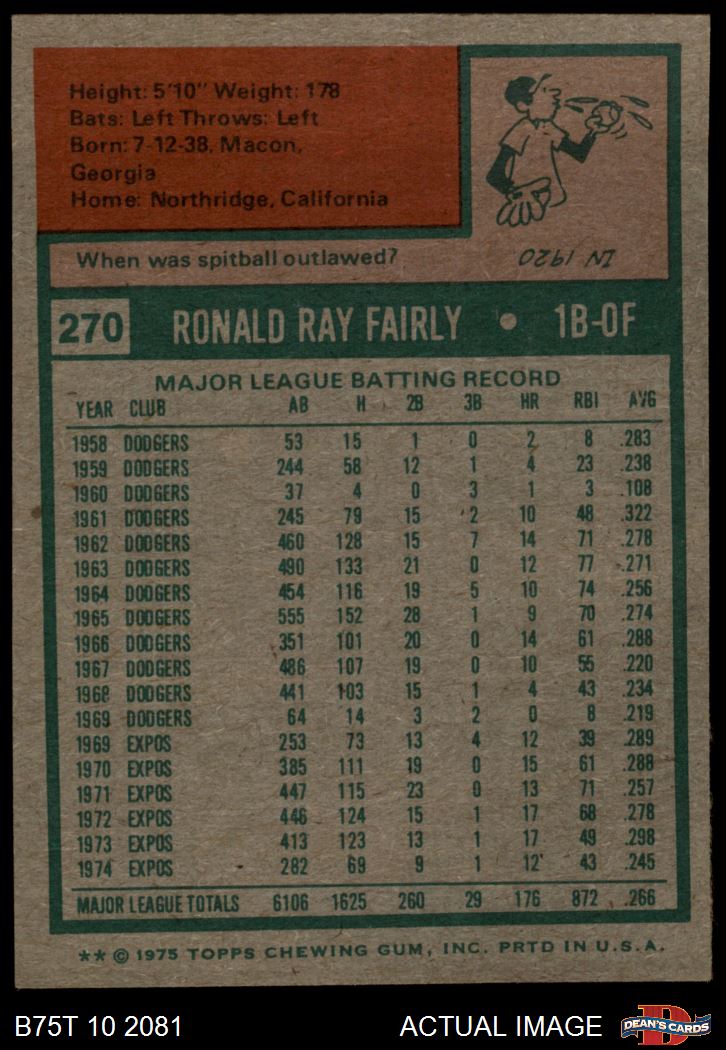 Height: 5'10" Weight: 178
Bats: Left Throws: Left
Born: 7-12-38, Macon,
Georgia
Home: Northridge, California
When was spitball outlawed?
IN 1920
270 RONALD RAY FAIRLY • 1B-OF
MAJOR LEAGUE BATTING RECORD
YEAR CLUB AB H 2B 3B HR RBI AVG
1958 DODGERS 53 15 1 0 2 8 .283
1959 DODGERS 244 58 12 1 4 23 .238
1960 DODGERS 37 4 0 3 1 3 .108
1961 DODGERS 245 79 15 2 10 48 .322
1962 DODGERS 460 128 15 7 14 71 .278
1963 DODGERS 490 133 21 0 12 77 .271
1964 DODGERS 454 116 19 5 10 74 .256
1965 DODGERS 555 152 28 1 9 70 .274
1966 DODGERS 351 101 20 0 14 61 .288
1967 DODGERS 486 107 19 0 10 55 .220
1968 DODGERS 441 103 15 1 4 43 .234
1969 DODGERS 64 14 3 2 0 8 .219
1969 EXPOS 253 73 13 4 12 39 .289
1970 EXPOS 385 111 19 0 15 61 .288
1971 EXPOS 447 115 23 0 13 71 .257
1972 EXPOS 446 124 15 1 17 68 .278
1973 EXPOS 413 123 13 1 17 49 .298
1974 EXPOS 282 69 9 1 12 43 .245
MAJOR LEAGUE TOTALS 6106 1625 260 29 176 872 .266
** © 1975 TOPPS CHEWING GUM, INC. PRTD IN U.S.A.
B75T 10 2081 ACTUAL IMAGE
DEAN'S CARDS